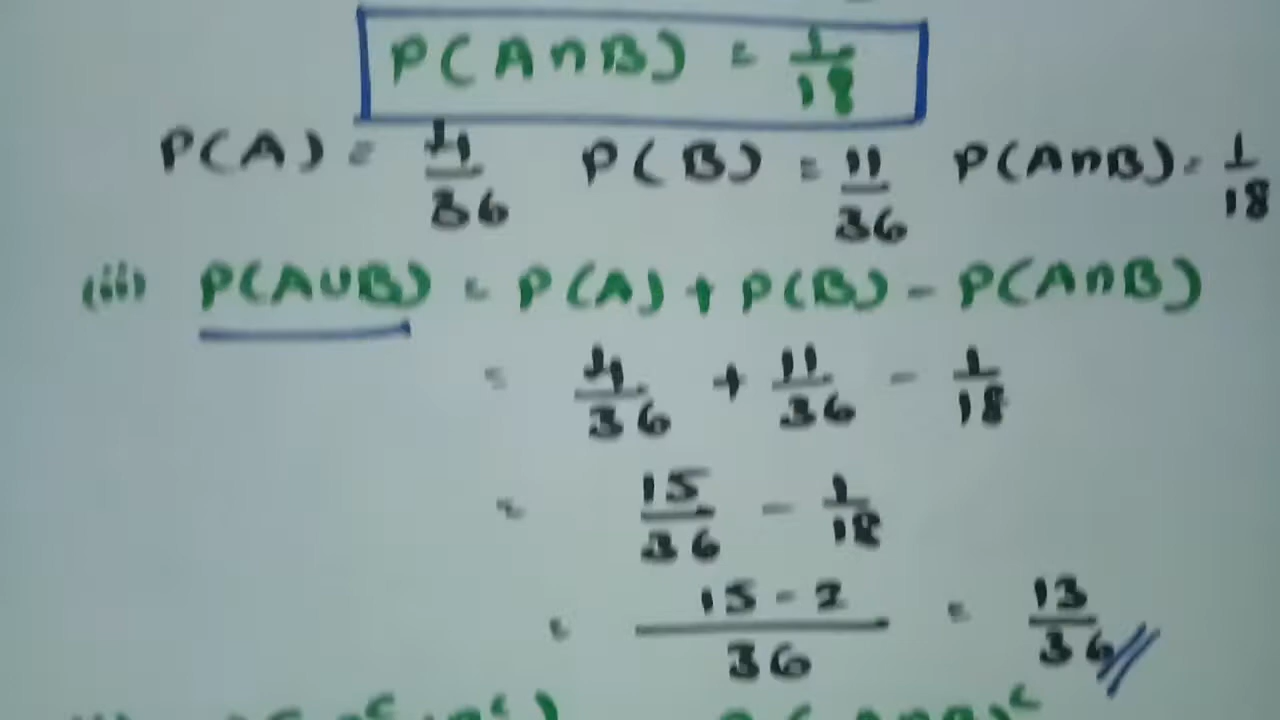 P(A∩B) = 1/18
P(A) = 4/36 P(B) = 11/36 P(A∩B) = 1/18
(ii) P(A∪B) = P(A) + P(B) - P(A∩B)
= 4/36 + 11/36 - 1/18
= 15/36 - 1/18
= 15-2/36 = 13/36